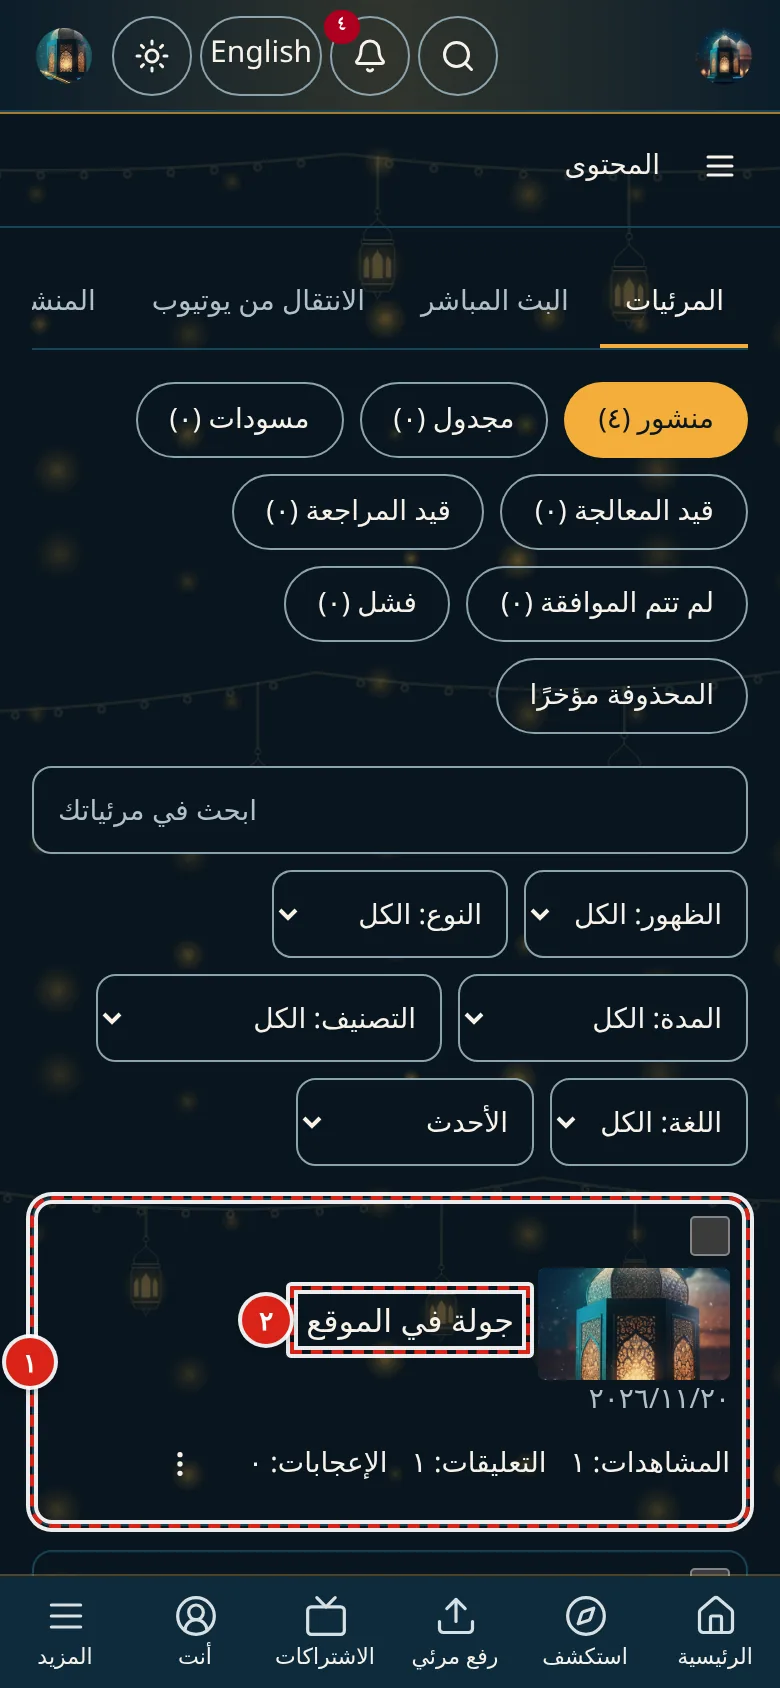 English
٤
المحتوى
المرئيات
البث المباشر
الانتقال من يوتيوب
المنش
منشور (٤)
مجدول (٠)
مسودات (٠)
قيد المعالجة (٠)
قيد المراجعة (٠)
لم تتم الموافقة (٠)
فشل (٠)
المحذوفة مؤخرًا
ابحث في مرئياتك
الظهور: الكل
النوع: الكل
المدة: الكل
التصنيف: الكل
اللغة: الكل
الأحدث
جولة في الموقع
٢
١
٢٠٢٦/١١/٢٠
المشاهدات: ١ التعليقات: ١ الإعجابات: ٠
الرئيسية
استكشف
رفع مرئي
الاشتراكات
أنت
المزيد